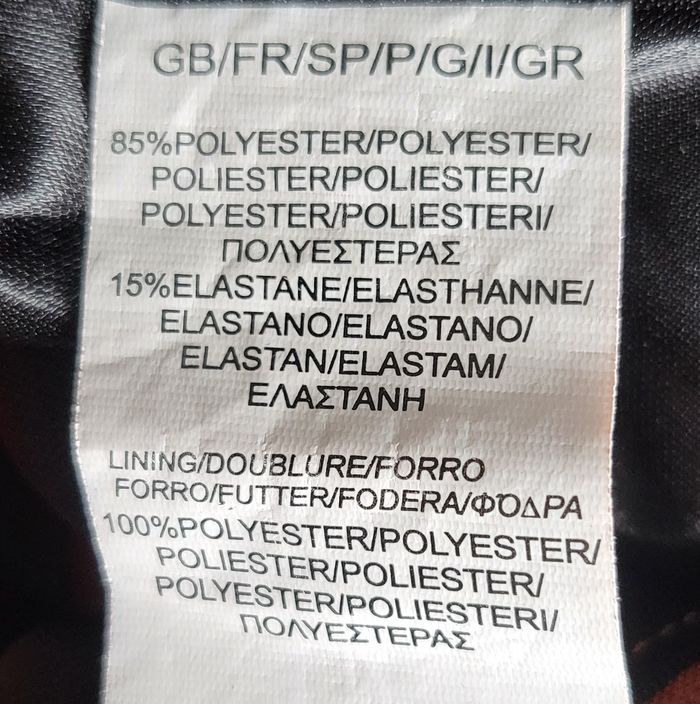 GB/FR/SP/P/G/I/GR
85%POLYESTER/POLYESTER/
POLIESTER/POLIESTER/
POLYESTER/POLIESTERI/
ΠΟΛΥΕΣΤΕΡΑΣ
15%ELASTANE/ELASTHANNE/
ELASTANO/ELASTANO/
ELASTAN/ELASTAM/
ΕΛΑΣΤΑΝΗ
LINING/DOUBLURE/FORRO
FORRO/FUTTER/FODERA/ΦΌΔΡΑ
100%POLYESTER/POLYESTER/
POLIESTER/POLIESTER/
POLYESTER/POLIESTERI/
ΠΟΛΥΕΣΤΕΡΑΣ